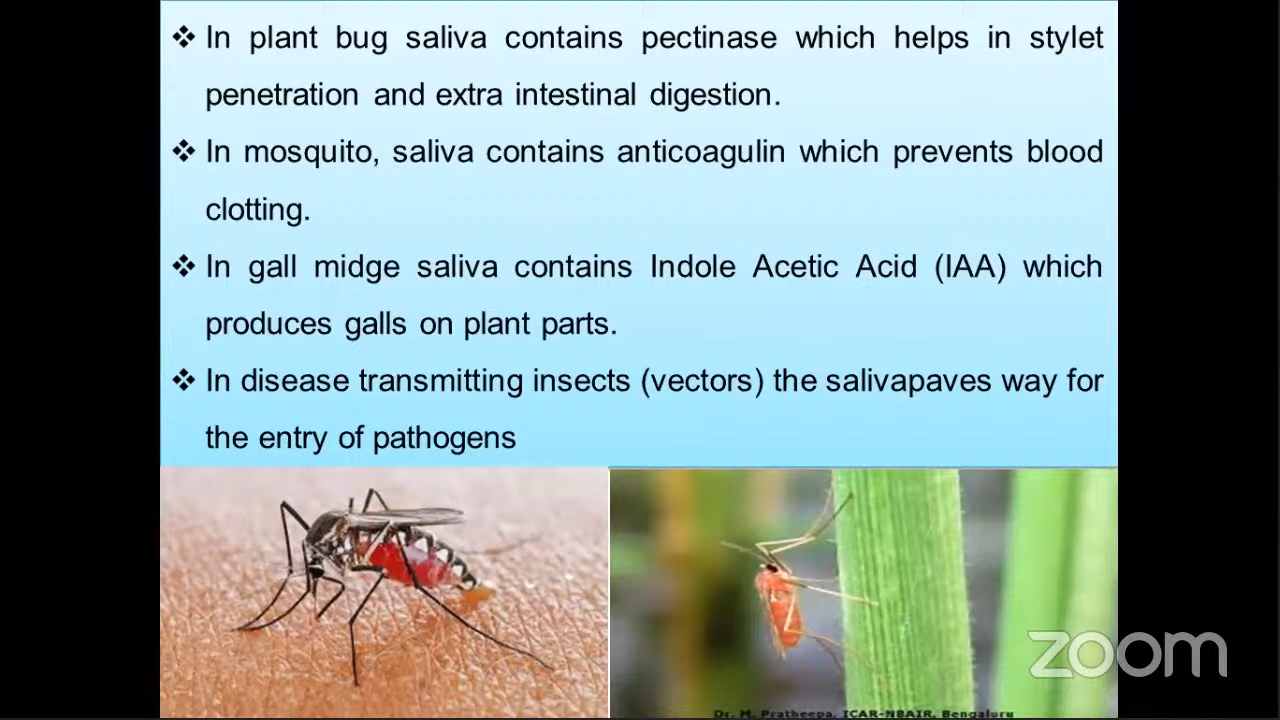 ❖ In plant bug saliva contains pectinase which helps in stylet
penetration and extra intestinal digestion.
❖ In mosquito, saliva contains anticoagulin which prevents blood
clotting.
❖ In gall midge saliva contains Indole Acetic Acid (IAA) which
produces galls on plant parts.
❖ In disease transmitting insects (vectors) the salivapaves way for
the entry of pathogens
zoom
Dr. M. Pratheepa, ICAR-NBAIR, Bengaluru